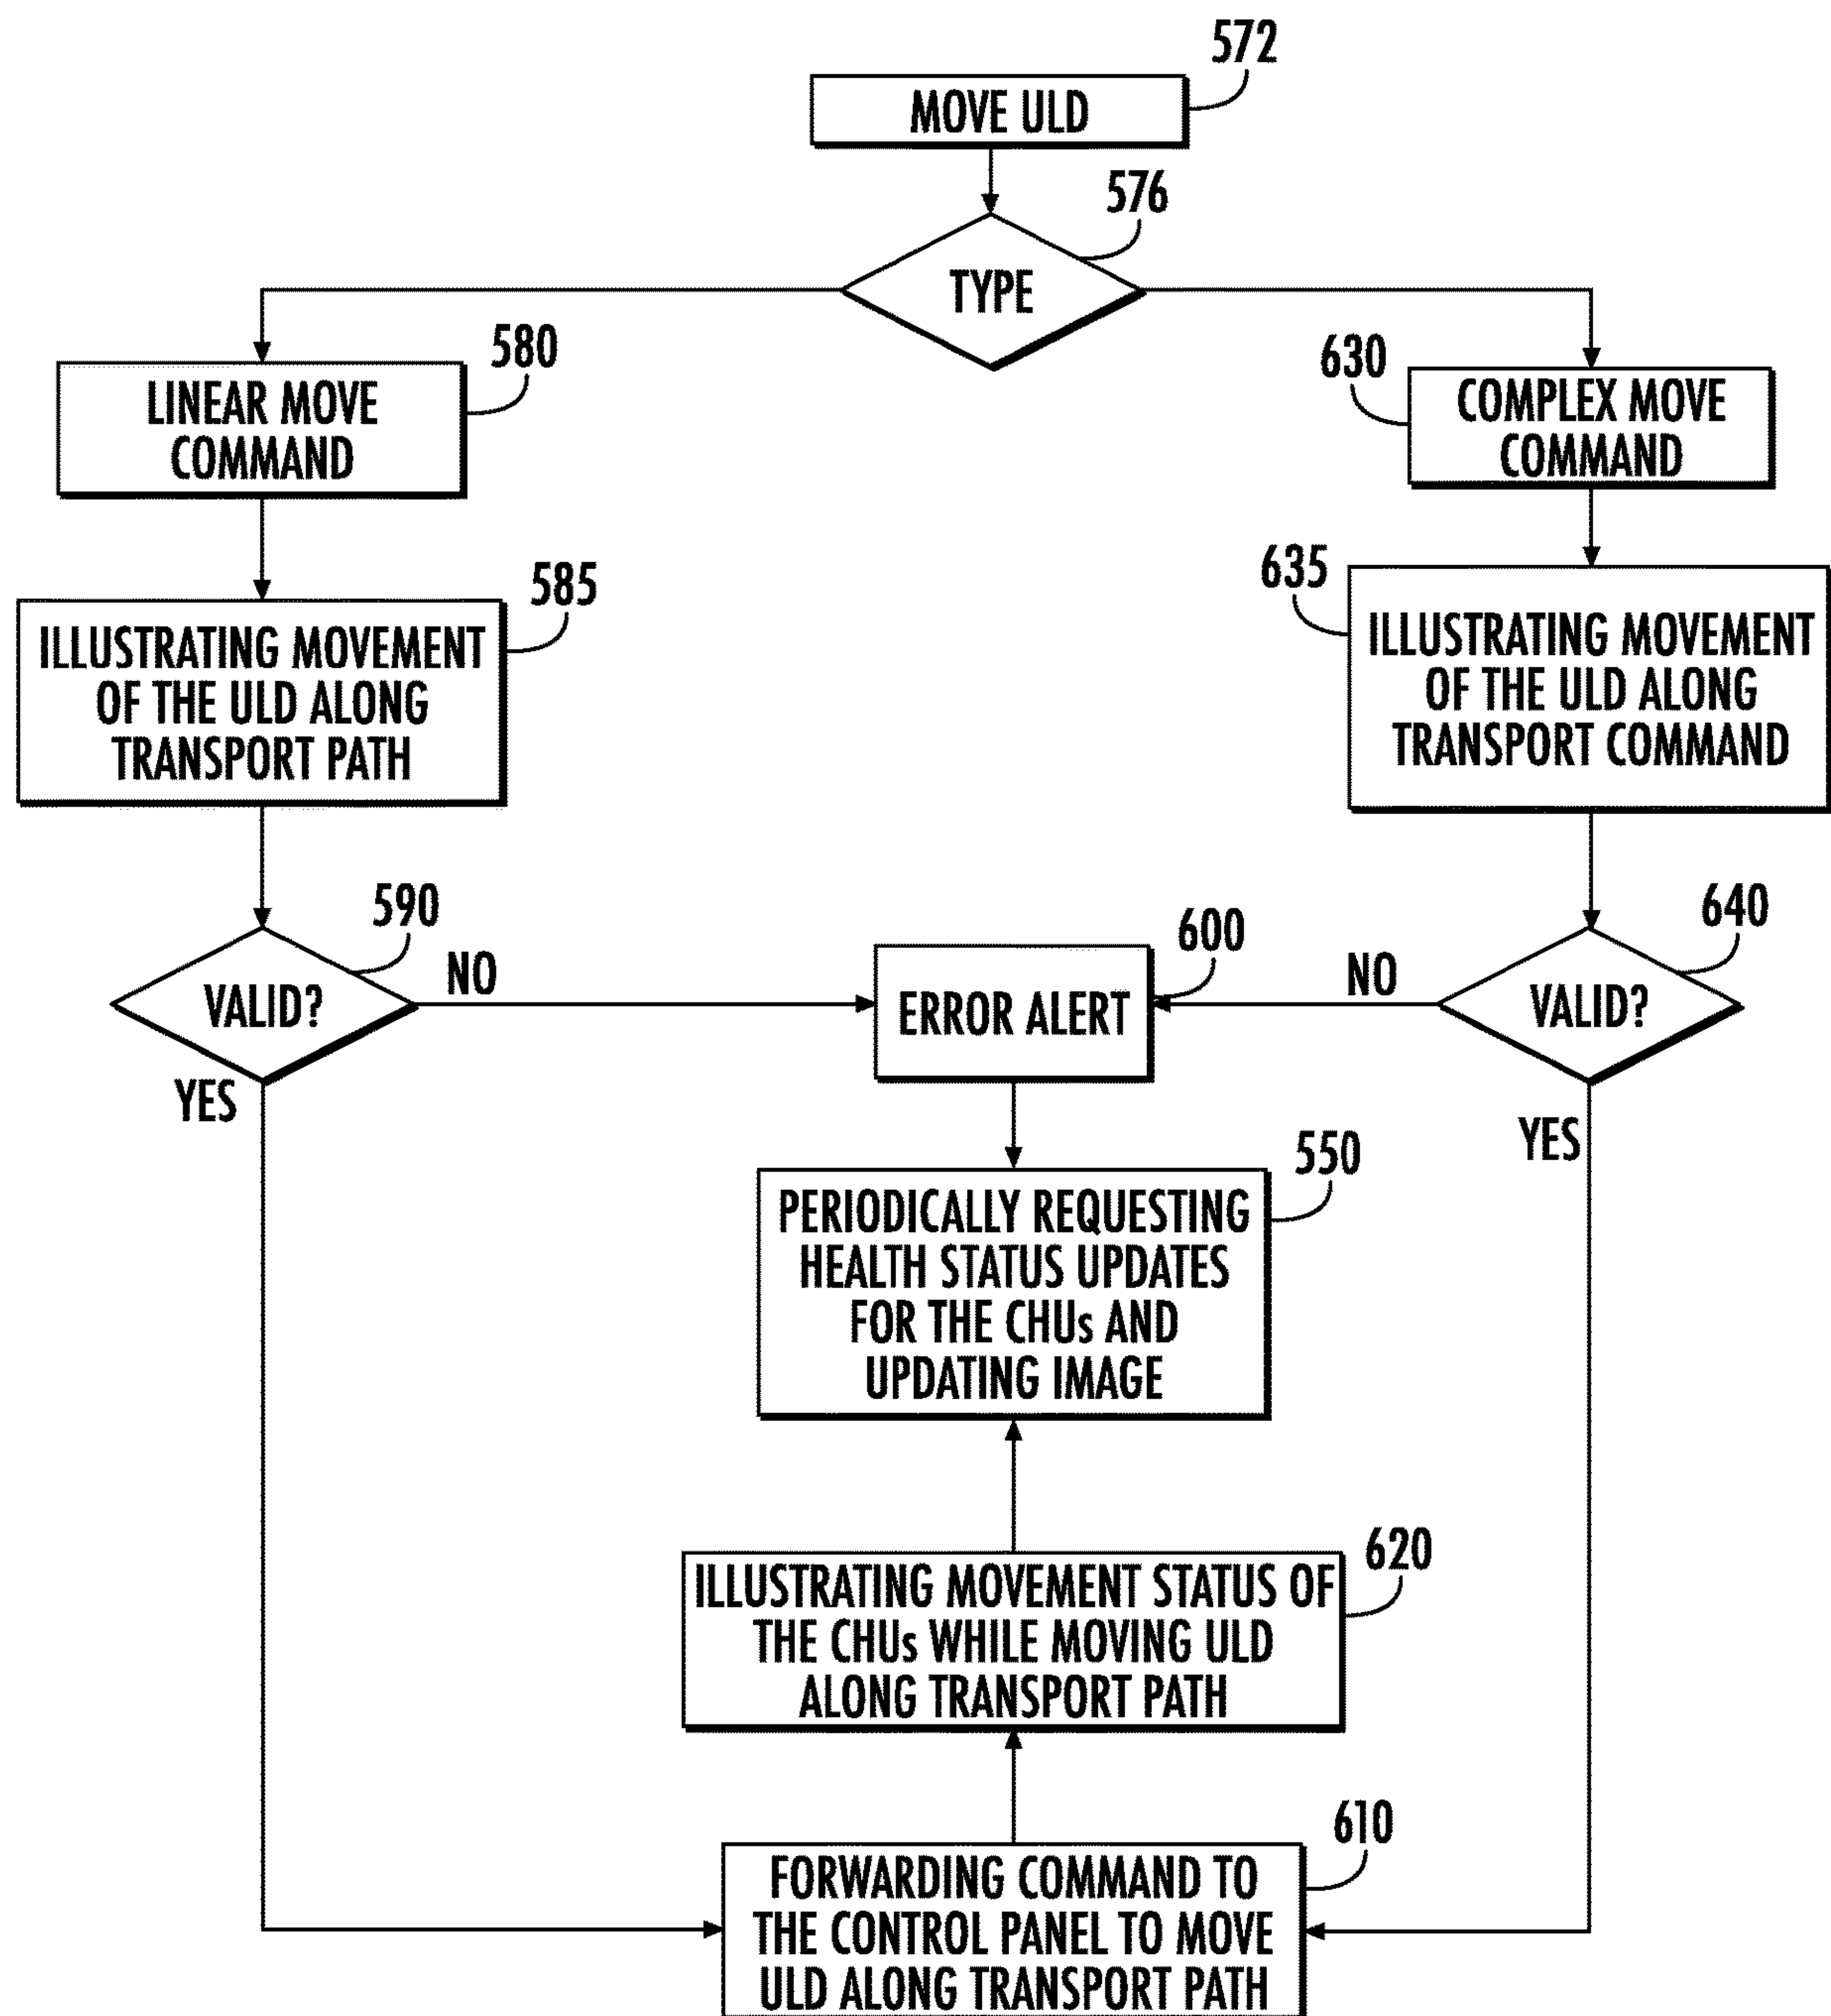 572
MOVE ULD
576
TYPE
580
LINEAR MOVE
COMMAND
630
COMPLEX MOVE
COMMAND
585
ILLUSTRATING MOVEMENT
OF THE ULD ALONG
TRANSPORT PATH
635
ILLUSTRATING MOVEMENT
OF THE ULD ALONG
TRANSPORT COMMAND
590
VALID?
NO
YES
600
ERROR ALERT
640
VALID?
NO
YES
550
PERIODICALLY REQUESTING
HEALTH STATUS UPDATES
FOR THE CHUs AND
UPDATING IMAGE
620
ILLUSTRATING MOVEMENT STATUS OF
THE CHUs WHILE MOVING ULD
ALONG TRANSPORT PATH
610
FORWARDING COMMAND TO
THE CONTROL PANEL TO MOVE
ULD ALONG TRANSPORT PATH